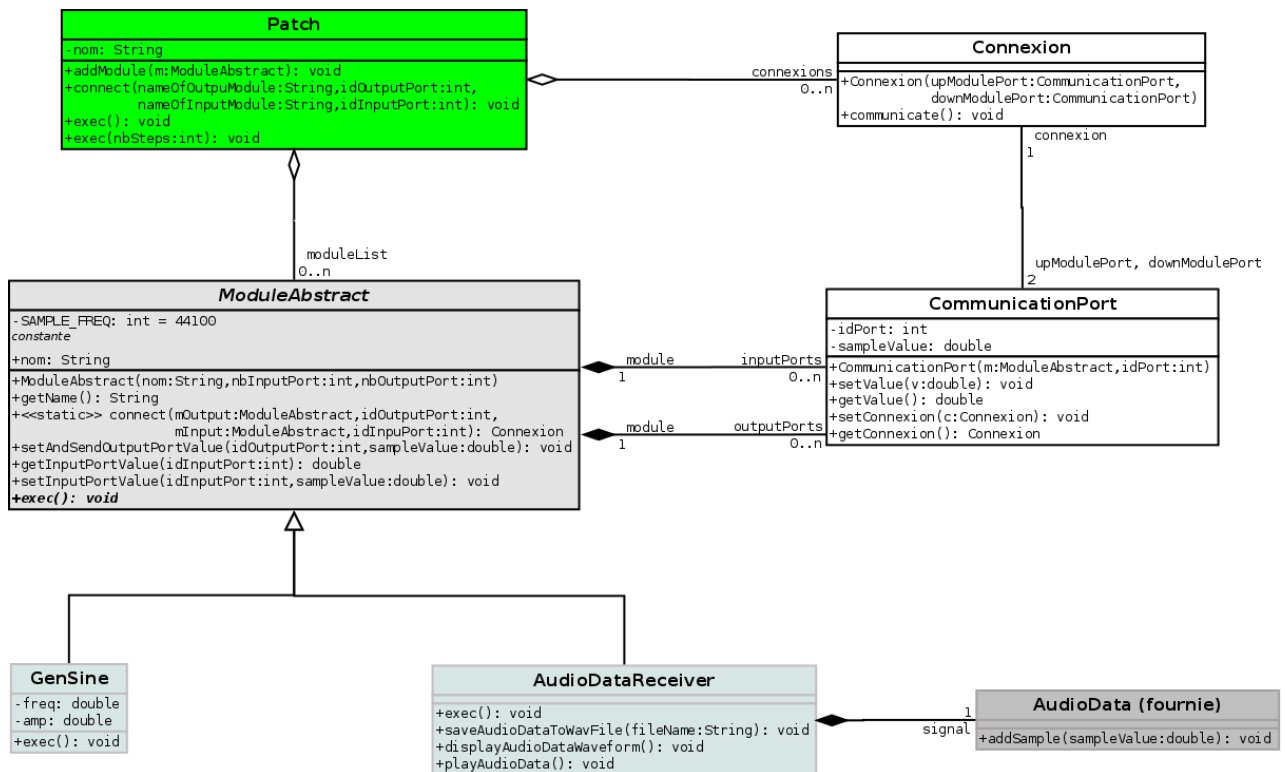 Patch
-nom: String
+addModule(m:ModuleAbstract): void
+connect(nameOfOutpuModule:String,idOutputPort:int,
nameOfInputModule:String,idInputPort:int): void
+exec(): void
+exec(nbSteps:int): void
connexions
0..n
Connexion
+Connexion(upModulePort:CommunicationPort,
downModulePort:CommunicationPort)
+communicate(): void
connexion
1
moduleList
0..n
upModulePort, downModulePort
2
ModuleAbstract
-SAMPLE_FREQ: int = 44100
constante
+nom: String
+ModuleAbstract(nom:String,nbInputPort:int,nbOutputPort:int)
+getName(): String
+<<static>> connect(mOutput:ModuleAbstract,idOutputPort:int,
mInput:ModuleAbstract,idInpuPort:int): Connexion
+setAndSendOutputPortValue(idOutputPort:int,sampleValue:double): void
+getInputPortValue(idInputPort:int): double
+setInputPortValue(idInputPort:int,sampleValue:double): void
+exec(): void
module
1
inputPorts
0..n
module
1
outputPorts
0..n
CommunicationPort
-idPort: int
-sampleValue: double
+CommunicationPort(m:ModuleAbstract,idPort:int)
+setValue(v:double): void
+getValue(): double
+setConnexion(c:Connexion): void
+getConnexion(): Connexion
GenSine
-freq: double
-amp: double
+exec(): void
AudioDataReceiver
+exec(): void
+saveAudioDataToWavFile(fileName:String): void
+displayAudioDataWaveform(): void
+playAudioData(): void
1
signal
AudioData (fournie)
+addSample(sampleValue:double): void